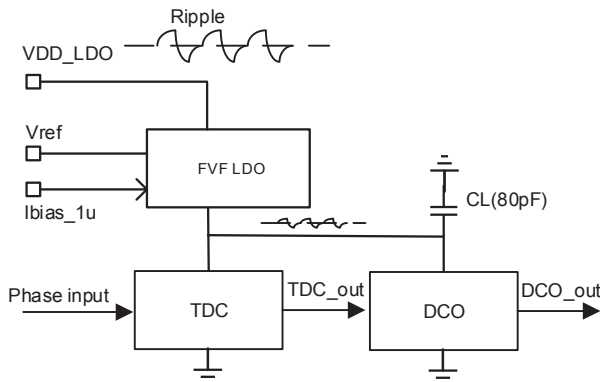 Ripple
VDD_LDO
Vref
FVF LDO
Ibias_1u
CL(80pF)
Phase input
TDC
TDC_out
DCO
DCO_out